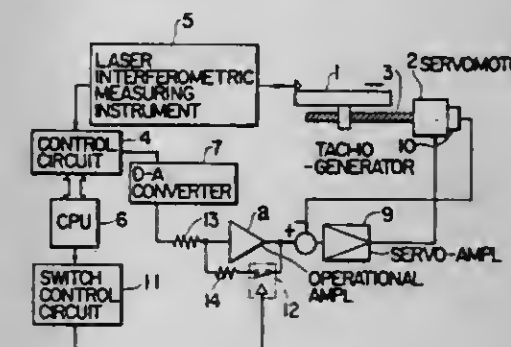 5
LASER
INTERFEROMETRIC
MEASURING
INSTRUMENT
1
3
2 SERVOMOTO
10
TACHO
-GENERATOR
CONTROL
CIRCUIT
4
7
D-A
CONVERTER
CPU
6
13
8
+
9
SERVO-AMPL
OPERATIONAL
AMPL
14
12
SWITCH
CONTROL
CIRCUIT
11